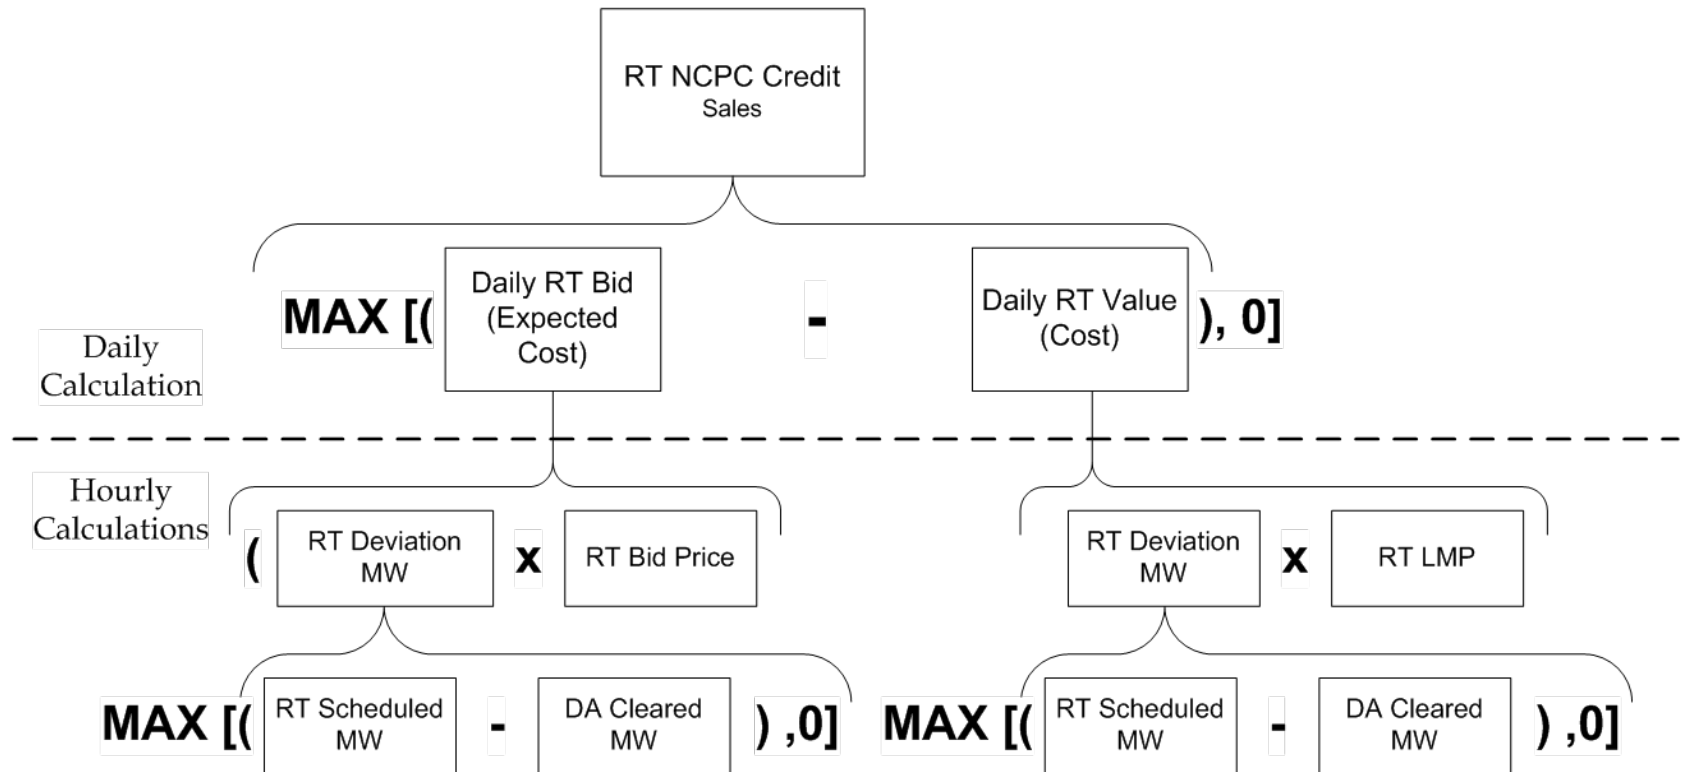 RT NCPC Credit
Sales
MAX [(
Daily RT Bid
(Expected
Cost)
-
Daily RT Value
(Cost)
), 0]
Daily
Calculation
Hourly
Calculations
(
RT Deviation
MW
x
RT Bid Price
RT Deviation
MW
x
RT LMP
MAX [(
RT Scheduled
MW
-
DA Cleared
MW
) ,0]
MAX [(
RT Scheduled
MW
-
DA Cleared
MW
) ,0]